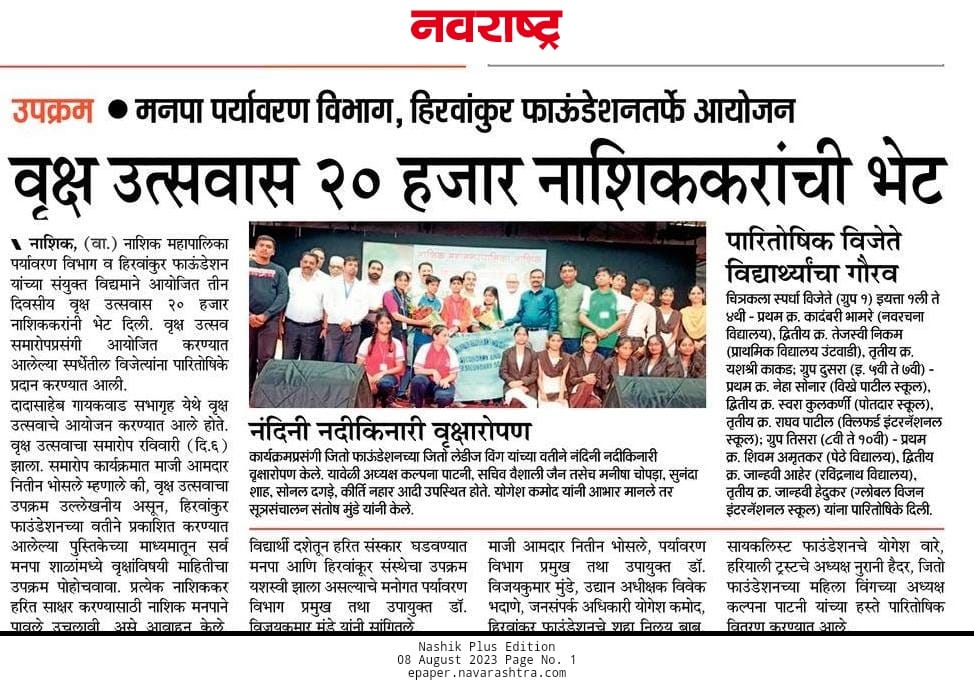 नवराष्ट्र
उपक्रम ● मनपा पर्यावरण विभाग, हिरवांकुर फाऊंडेशनतर्फे आयोजन
वृक्ष उत्सवास २० हजार नाशिककरांची भेट
नाशिक, (वा.) नाशिक महापालिका
पर्यावरण विभाग व हिरवांकुर फाऊंडेशन
यांच्या संयुक्त विद्यमाने आयोजित तीन
दिवसीय वृक्ष उत्सवास २० हजार
नाशिककरांनी भेट दिली. वृक्ष उत्सव
समारोपप्रसंगी आयोजित करण्यात
आलेल्या स्पर्धेतील विजेत्यांना पारितोषिके
प्रदान करण्यात आली.
दादासाहेब गायकवाड सभागृह येथे वृक्ष
उत्सवाचे आयोजन करण्यात आले होते.
वृक्ष उत्सवाचा समारोप रविवारी (दि.६)
झाला. समारोप कार्यक्रमात माजी आमदार
नितीन भोसले म्हणाले की, वृक्ष उत्सवाचा
उपक्रम उल्लेखनीय असून, हिरवांकुर
फाउंडेशनच्या वतीने प्रकाशित करण्यात
आलेल्या पुस्तिकेच्या माध्यमातून सर्व
मनपा शाळांमध्ये वृक्षांविषयी माहितीचा
उपक्रम पोहोचवावा. प्रत्येक नाशिककर
हरित साक्षर करण्यासाठी नाशिक मनपाने
पावले उचलावी, असे आवाहन केले.
नंदिनी नदीकिनारी वृक्षारोपण
कार्यक्रमप्रसंगी जितो फाऊंडेशनच्या जितो लेडीज विंग यांच्या वतीने नंदिनी नदीकिनारी
वृक्षारोपण केले. यावेळी अध्यक्ष कल्पना पाटनी, सचिव वैशाली जैन तसेच मनीषा चोपड़ा, सुनंदा
शाह, सोनल दगड़े, कीर्ति नहार आदी उपस्थित होते. योगेश कमोद यांनी आभार मानले तर
सूत्रसंचालन संतोष मुंडे यांनी केले.
विद्यार्थी दशेतून हरित संस्कार घडवण्यात
मनपा आणि हिरवांकूर संस्थेचा उपक्रम
यशस्वी झाला असल्याचे मनोगत पर्यावरण
विभाग प्रमुख तथा उपायुक्त डॉ.
विजयकुमार मुंडे यांनी सांगितले
माजी आमदार नितीन भोसले, पर्यावरण
विभाग प्रमुख तथा उपायुक्त डॉ.
विजयकुमार मुंडे, उद्यान अधीक्षक विवेक
भदाणे, जनसंपर्क अधिकारी योगेश कमोद,
हिरवांकुर फाऊंडेशनचे शहा निलय बाबु
पारितोषिक विजेते
विद्यार्थ्यांचा गौरव
चित्रकला स्पर्धा विजेते (ग्रुप १) इयत्ता १ली ते
४थी - प्रथम क्र. कादंबरी भामरे (नवरचना
विद्यालय), द्वितीय क्र. तेजस्वी निकम
(प्राथमिक विद्यालय उंटवाडी), तृतीय क्र.
यशश्री काकड; ग्रुप दुसरा (इ. ५वी ते ७वी) -
प्रथम क्र. नेहा सोनार (विखे पाटील स्कूल),
द्वितीय क्र. स्वरा कुलकर्णी (पोतदार स्कूल),
तृतीय क्र. राघव पाटील (क्लिफर्ड इंटरनॅशनल
स्कूल); ग्रुप तिसरा (८वी ते १०वी) - प्रथम
क्र. शिवम अमृतकर (पेठे विद्यालय), द्वितीय
क्र. जान्हवी आहेर (रविंद्रनाथ विद्यालय),
तृतीय क्र. जान्हवी हेदुकर (ग्लोबल विजन
इंटरनॅशनल स्कूल) यांना पारितोषिके दिली.
सायकलिस्ट फाउंडेशनचे योगेश वारे,
हरियाली ट्रस्टचे अध्यक्ष नुरानी हैदर, जितो
फाउंडेशनच्या महिला विंगच्या अध्यक्ष
कल्पना पाटनी यांच्या हस्ते पारितोषिक
वितरण करण्यात आले
Nashik Plus Edition
08 August 2023 Page No. 1
epaper.navarashtra.com